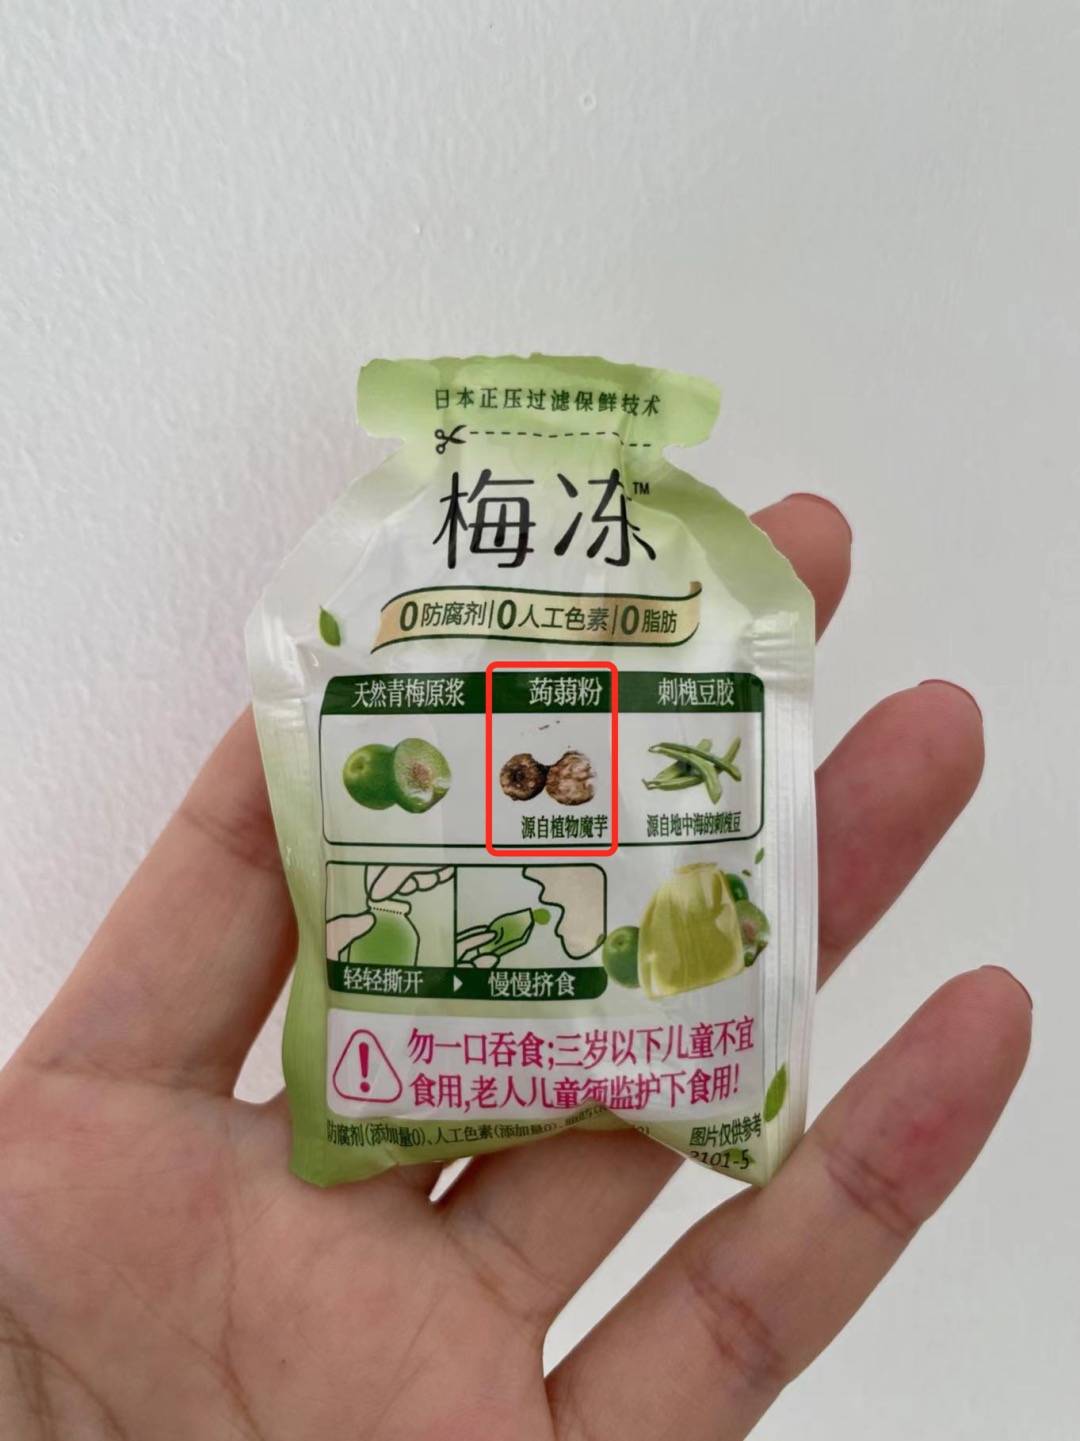 日本正压过滤保鲜技术
梅冻™
0防腐剂|0人工色素|0脂肪
天然青梅原浆 蒟蒻粉 刺槐豆胶
源自植物魔芋 源自地中海的刺槐豆
轻轻撕开 慢慢挤食
勿一口吞食;三岁以下儿童不宜
食用,老人儿童须监护下食用!
防腐剂(添加量0)、人工色素(添加量0)、脂肪
图片仅供参考
2101-5